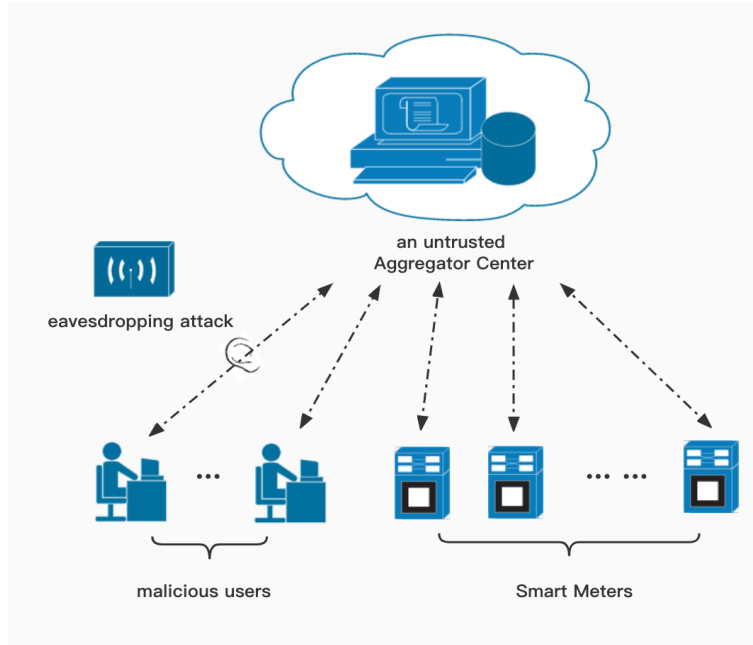 an untrusted
Aggregator Center
eavesdropping attack
... ... ...
malicious users
Smart Meters